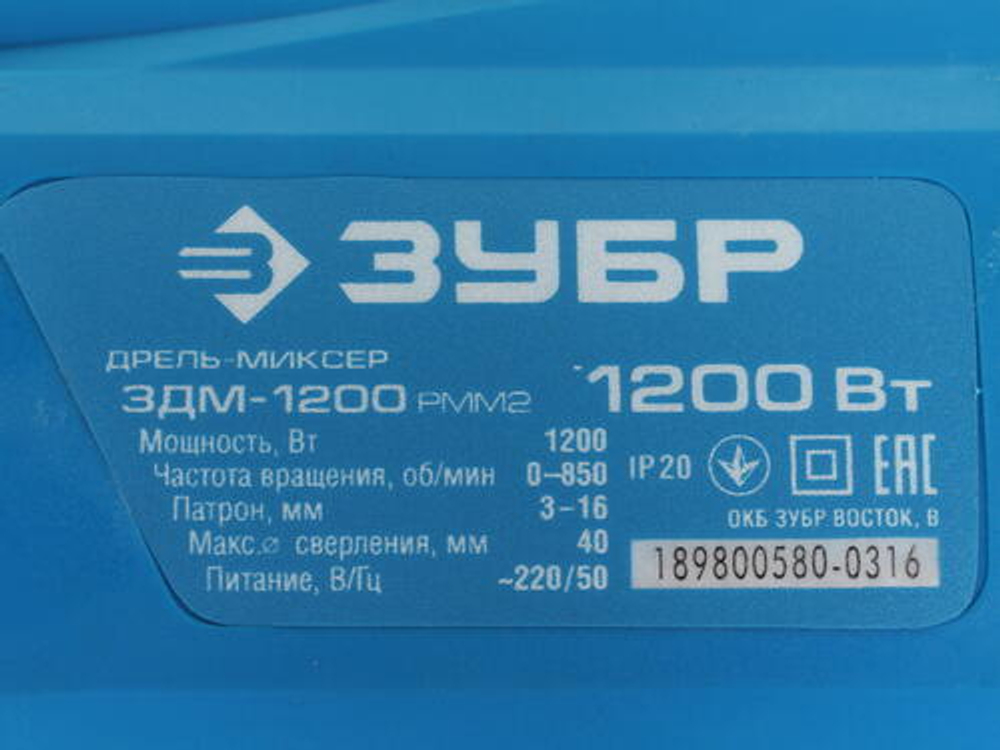 ЗУБР
ДРЕЛЬ-МИКСЕР
ЗДМ-1200 РММ2
1200 Вт
Мощность, Вт 1200
Частота вращения, об/мин 0-850
Патрон, мм 3-16
Макс.⌀ сверления, мм 40
Питание, В/Гц ~220/50
IP20 EAC
ОКБ ЗУБР ВОСТОК, В
189800580-0316